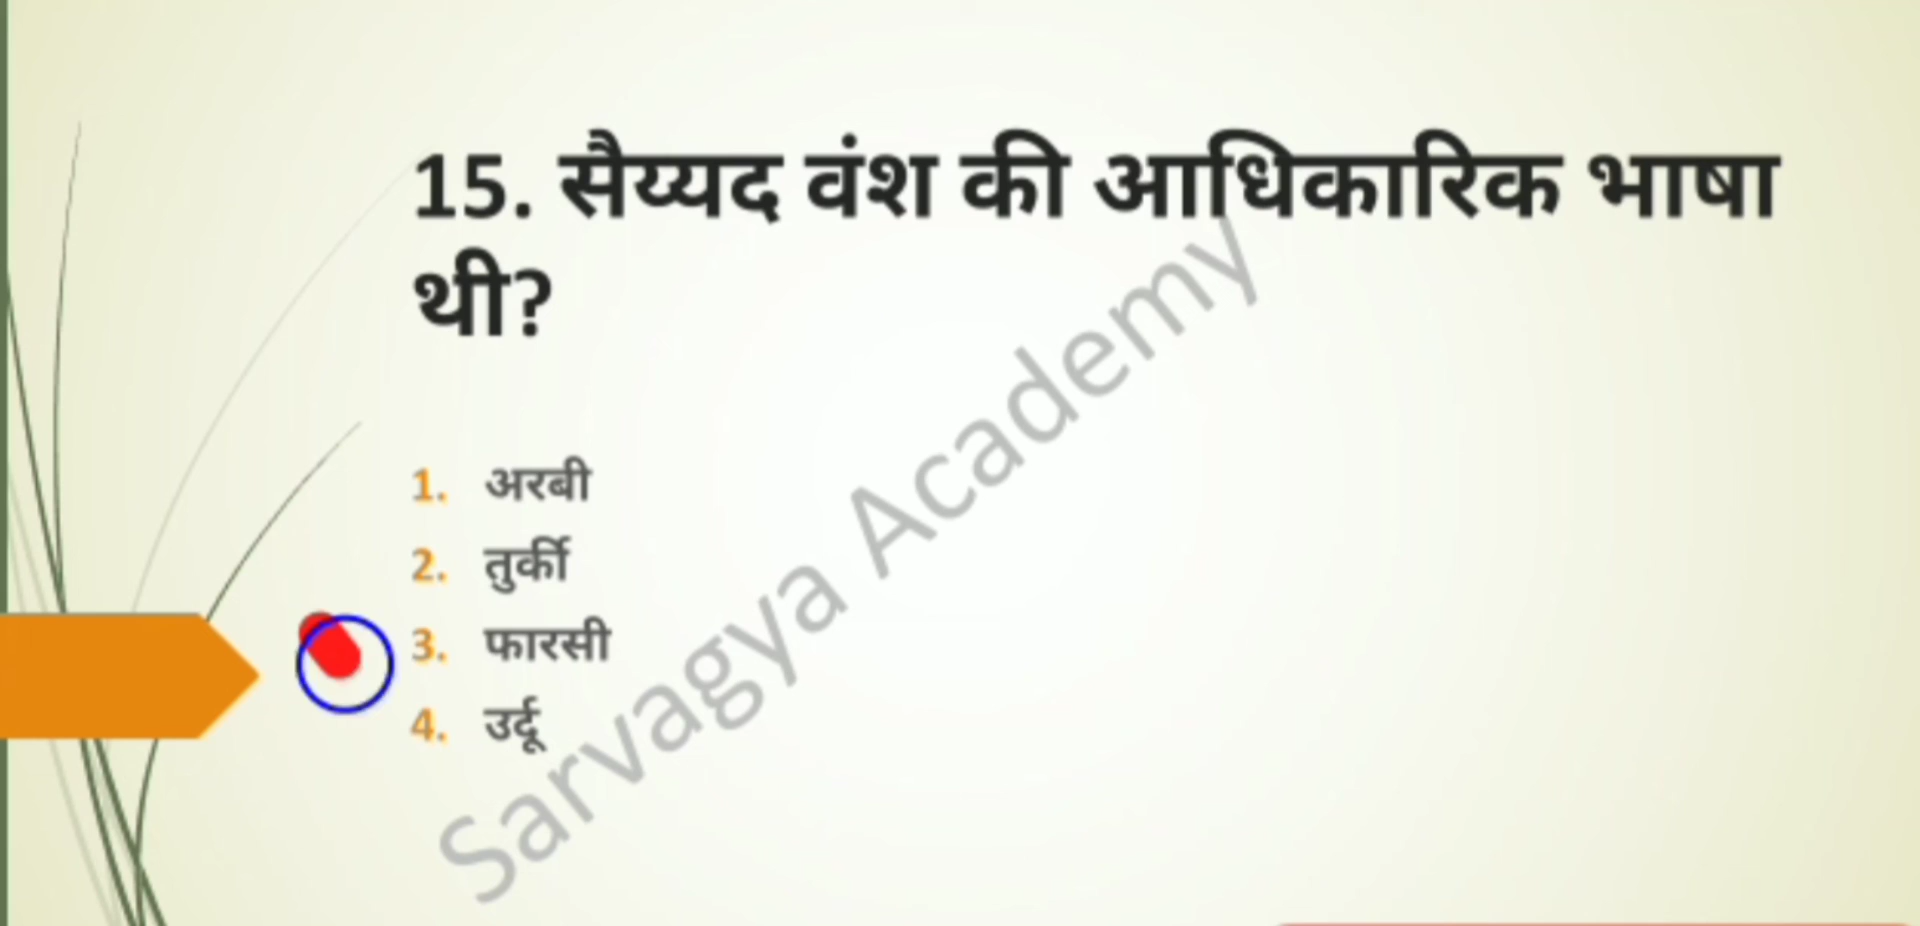 15. सैय्यद वंश की आधिकारिक भाषा
थी?
1. अरबी
2. तुर्की
3. फारसी
4. उर्दू
Sarvagya Academy